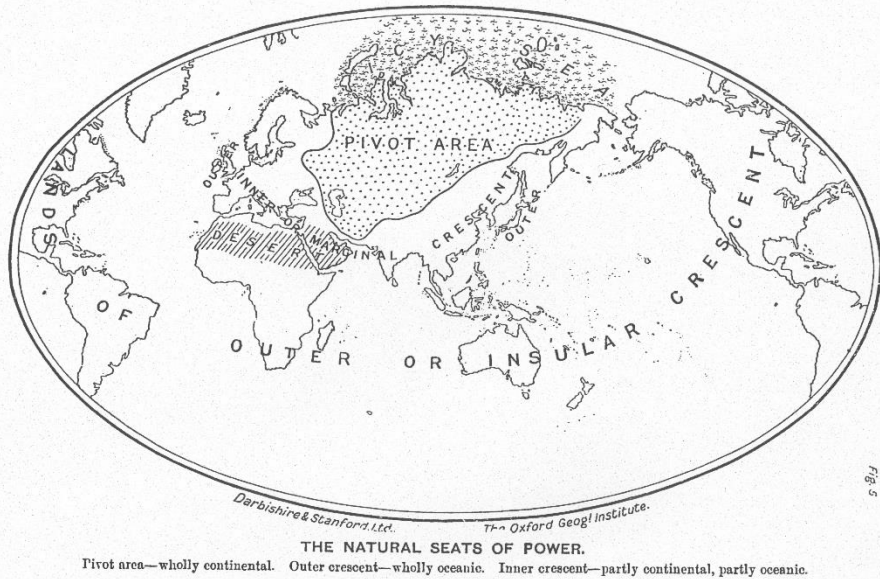 ICY SEA
PIVOT AREA
LANDS OF OUTER OR INSULAR CRESCENT
OUTER
INNER OR MARGINAL CRESCENT
OUTER
DESERT
Fig. 5
Darbishire & Stanford, Ltd.
The Oxford Geog! Institute.
THE NATURAL SEATS OF POWER.
Pivot area—wholly continental. Outer crescent—wholly oceanic. Inner crescent—partly continental, partly oceanic.